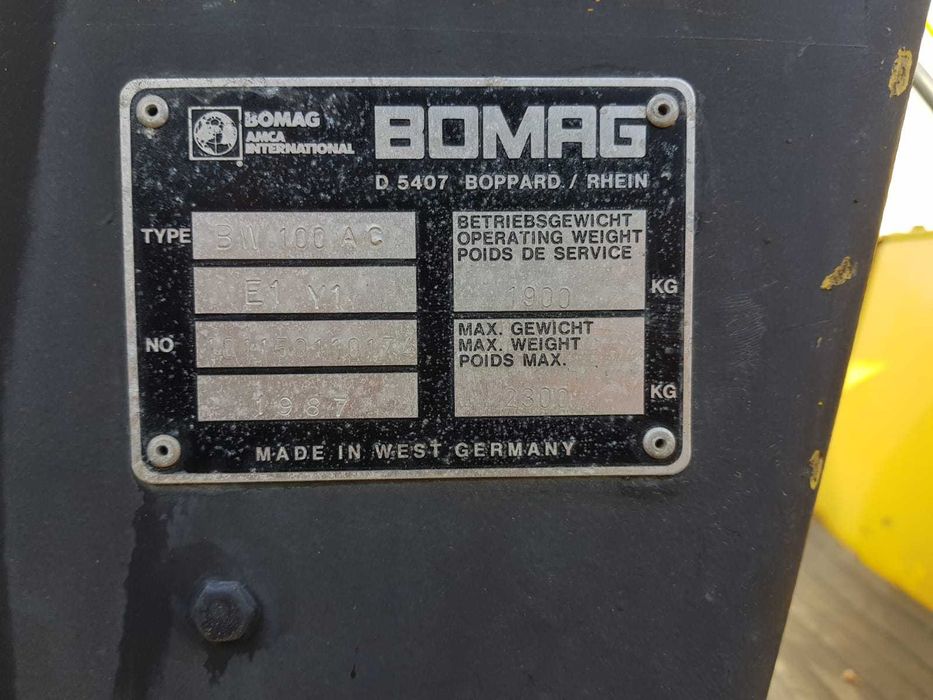 BOMAG
AMCA
INTERNATIONAL
BOMAG
D 5407 BOPPARD / RHEIN
TYPE BW 100 AC
E1 Y1
NO
1987
BETRIEBSGEWICHT
OPERATING WEIGHT
POIDS DE SERVICE
1900 KG
MAX. GEWICHT
MAX. WEIGHT
POIDS MAX.
2300 KG
MADE IN WEST GERMANY